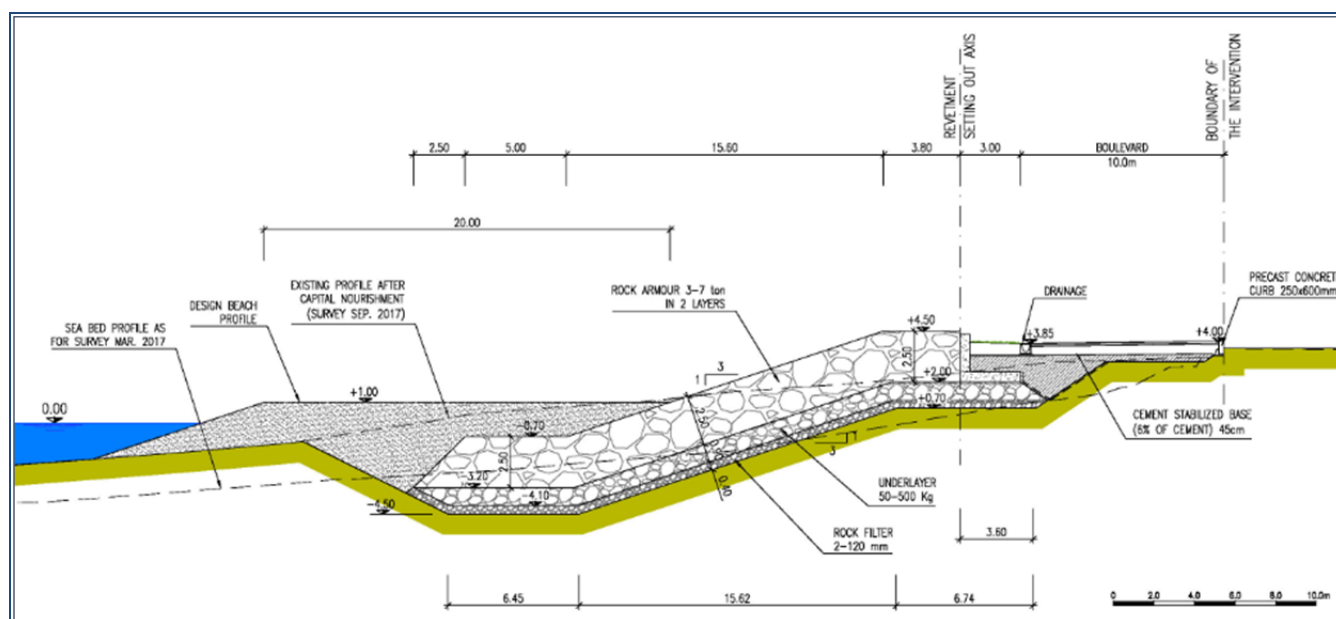 REVETMENT
SETTING OUT AXIS
BOUNDARY OF
THE INTERVENTION
2.50
5.00
15.60
3.80
3.00
BOULEVARD
10.0m
20.00
EXISTING PROFILE AFTER
CAPITAL NOURISHMENT
(SURVEY SEP. 2017)
DESIGN BEACH
PROFILE
SEA BED PROFILE AS
FOR SURVEY MAR. 2017
ROCK ARMOUR 3-7 ton
IN 2 LAYERS
DRAINAGE
PRECAST CONCRETE
CURB 250x600mm
+4.50
+3.85
+4.00
1
3
2.50
+2.00
+1.00
0.00
+0.70
-0.70
2.50
2.50
1
3
0.40
-3.20
-4.10
-4.50
CEMENT STABILIZED BASE
(6% OF CEMENT) 45cm
UNDERLAYER
50-500 Kg
ROCK FILTER
2-120 mm
3.60
6.45
15.62
6.74
0
2.0
4.0
6.0
8.0
10.0m